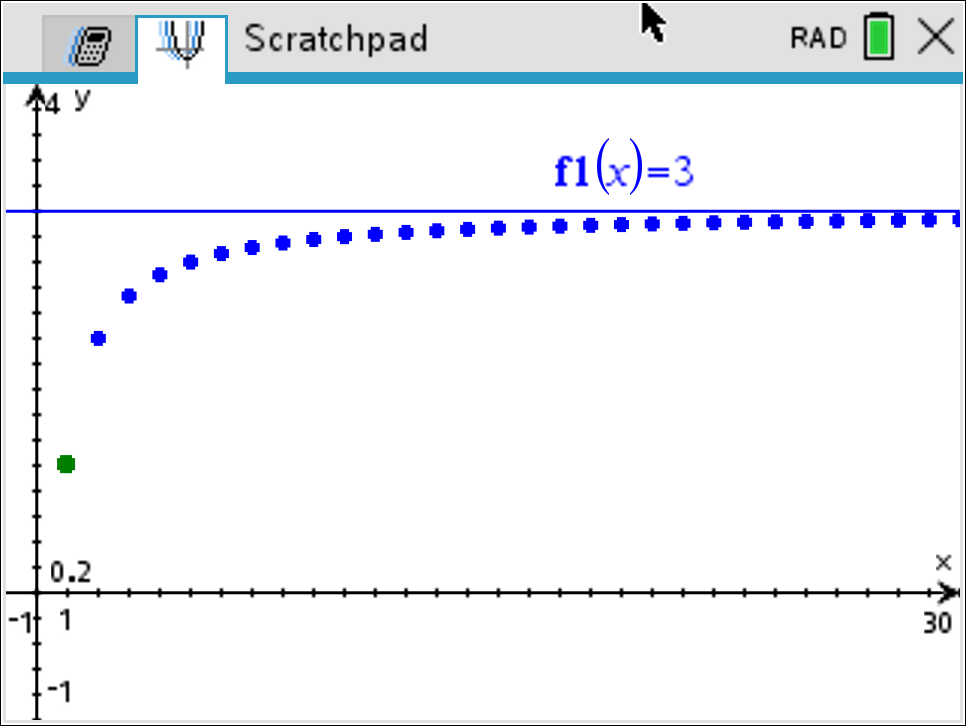 Scratchpad RAD
4 y
f1(x)=3
0.2 x
-1 1 30
-1